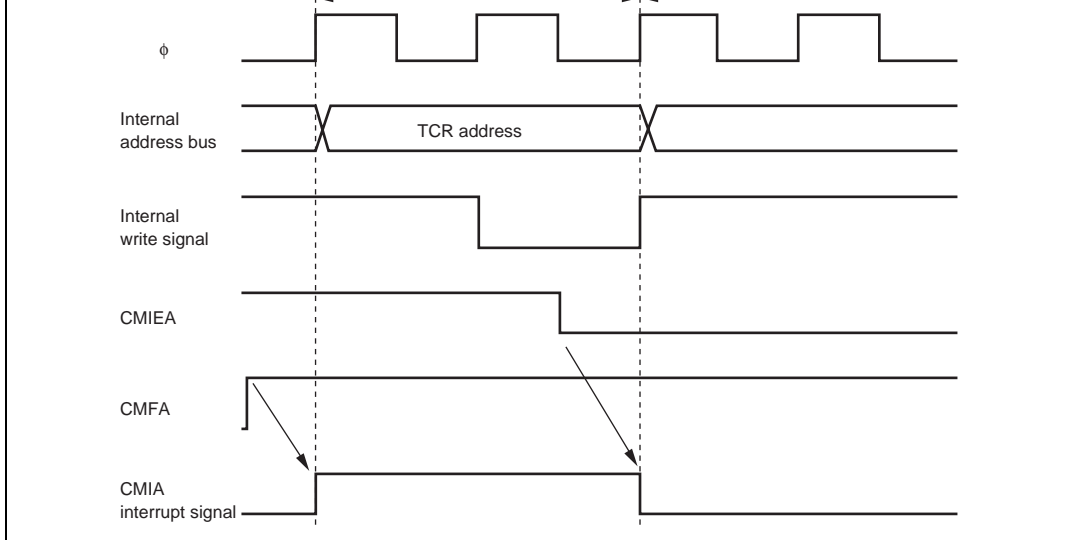 ϕ
Internal
address bus
TCR address
Internal
write signal
CMIEA
CMFA
CMIA
interrupt signal